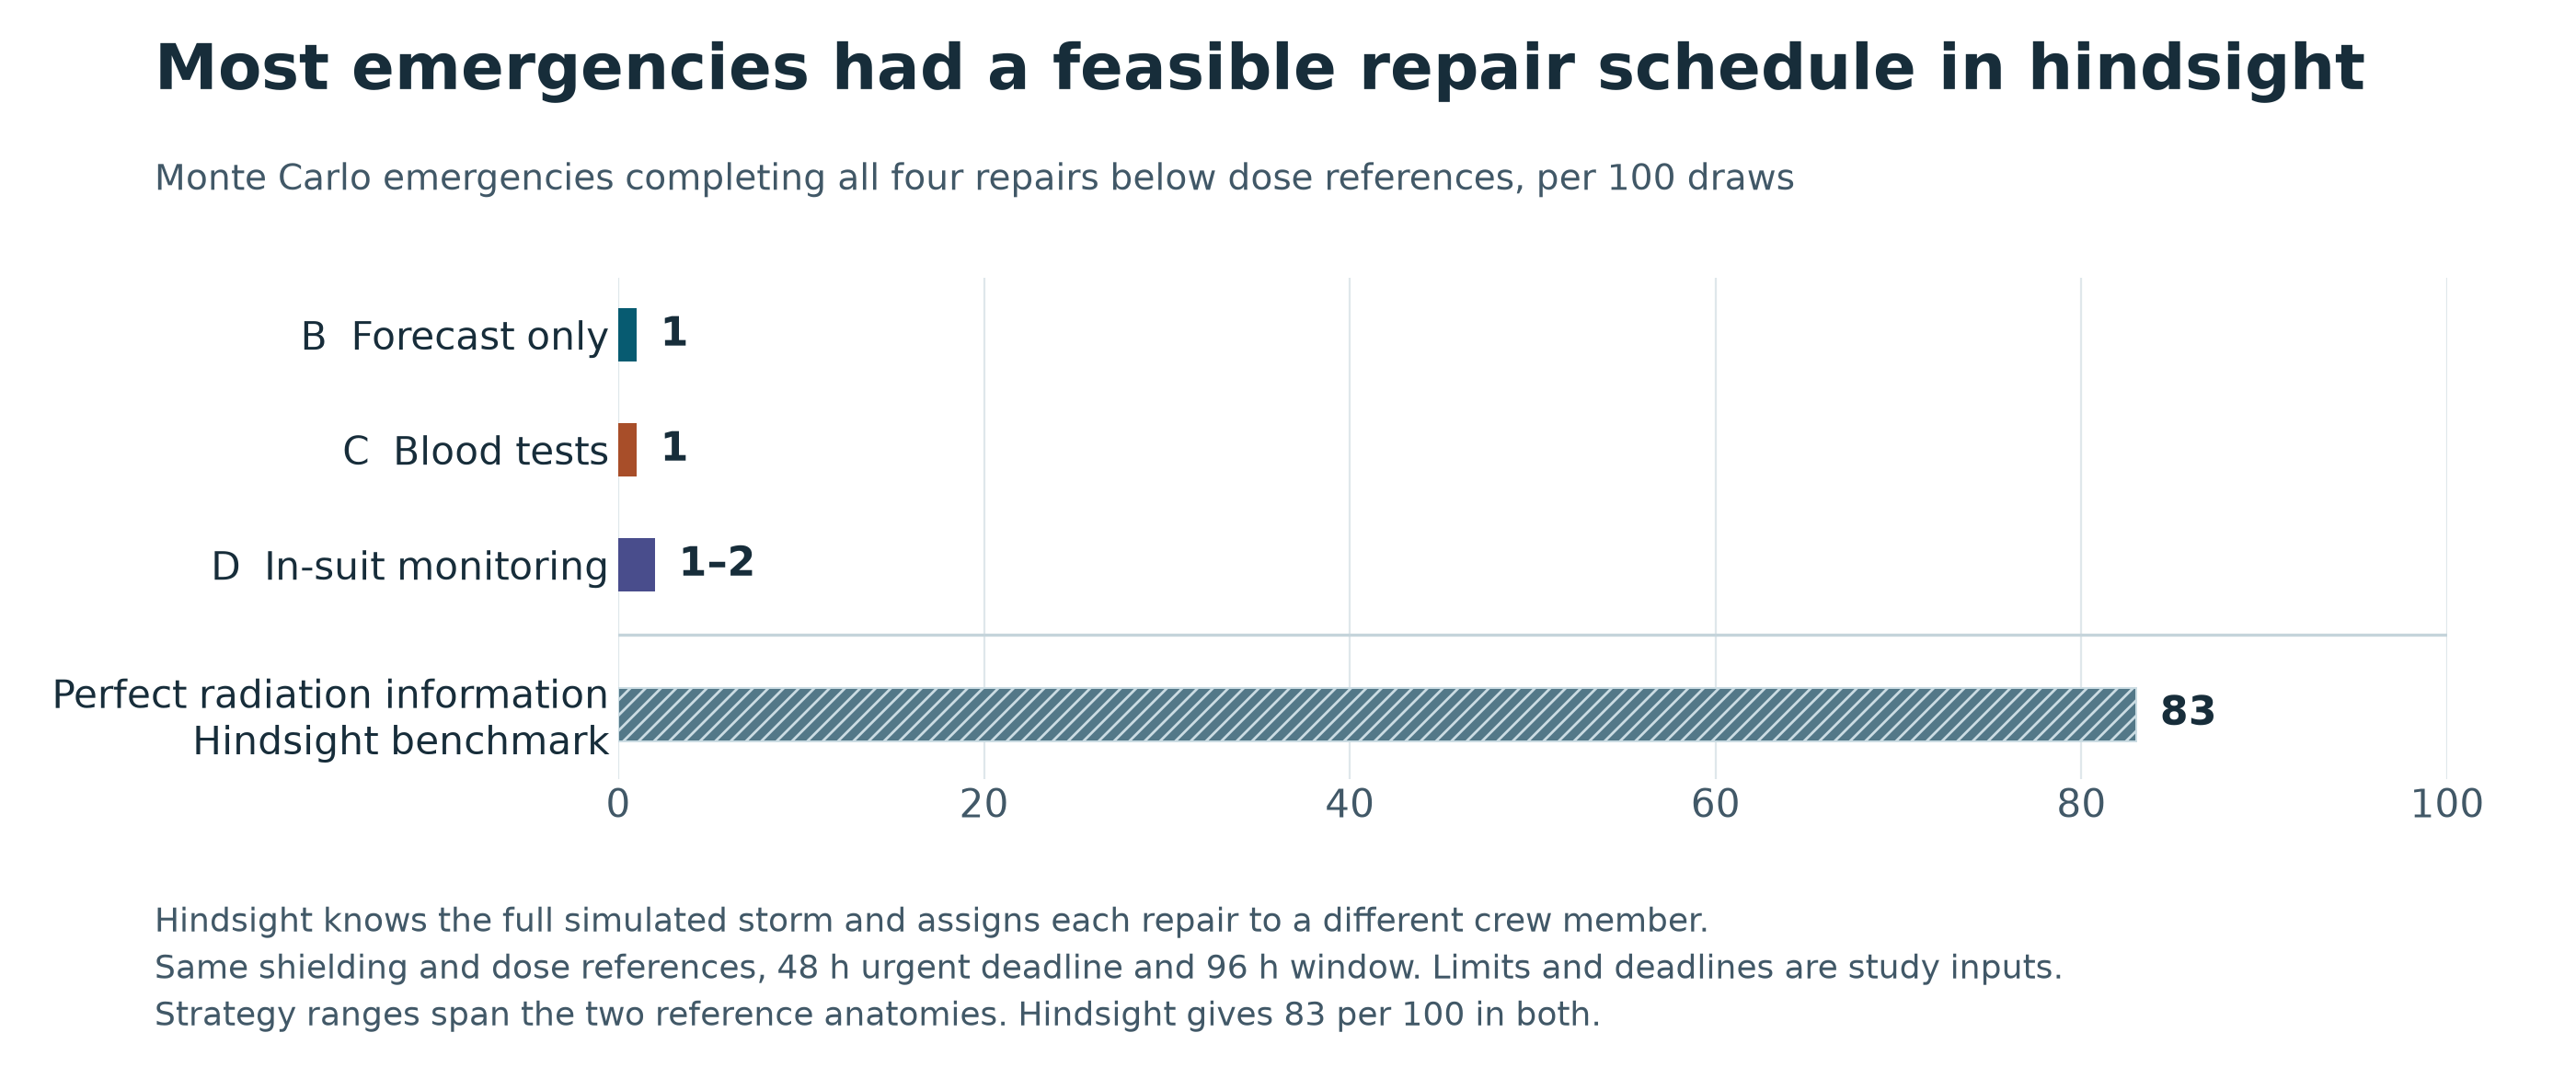 Most emergencies had a feasible repair schedule in hindsight
Monte Carlo emergencies completing all four repairs below dose references, per 100 draws
B  Forecast only
1
C  Blood tests
1
D  In-suit monitoring
1–2
Perfect radiation information
Hindsight benchmark
83
0 20 40 60 80 100
Hindsight knows the full simulated storm and assigns each repair to a different crew member.
Same shielding and dose references, 48 h urgent deadline and 96 h window. Limits and deadlines are study inputs.
Strategy ranges span the two reference anatomies. Hindsight gives 83 per 100 in both.